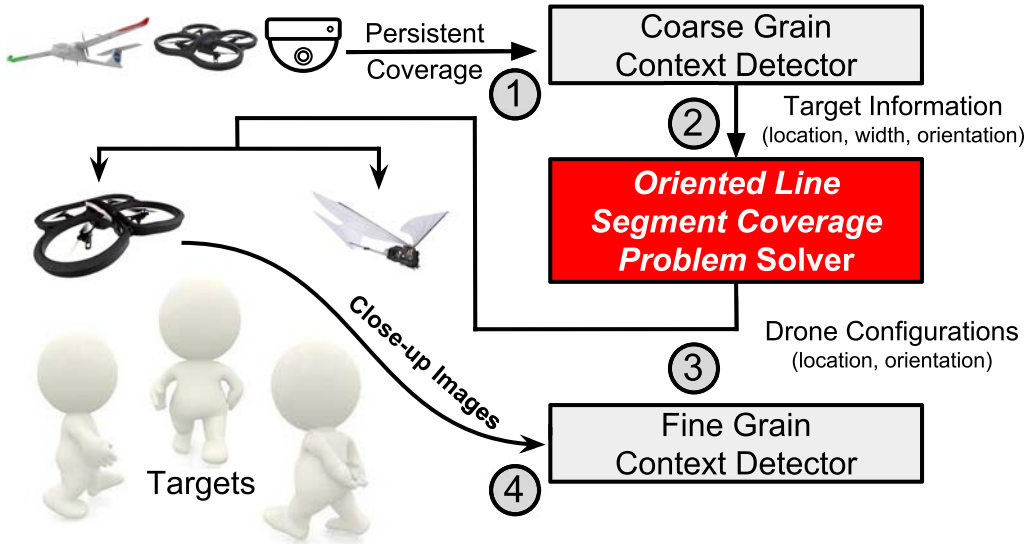 Persistent
Coverage
1
Coarse Grain
Context Detector
2
Target Information
(location, width, orientation)
Oriented Line
Segment Coverage
Problem Solver
Drone Configurations
(location, orientation)
3
Close-up Images
Fine Grain
Context Detector
4
Targets